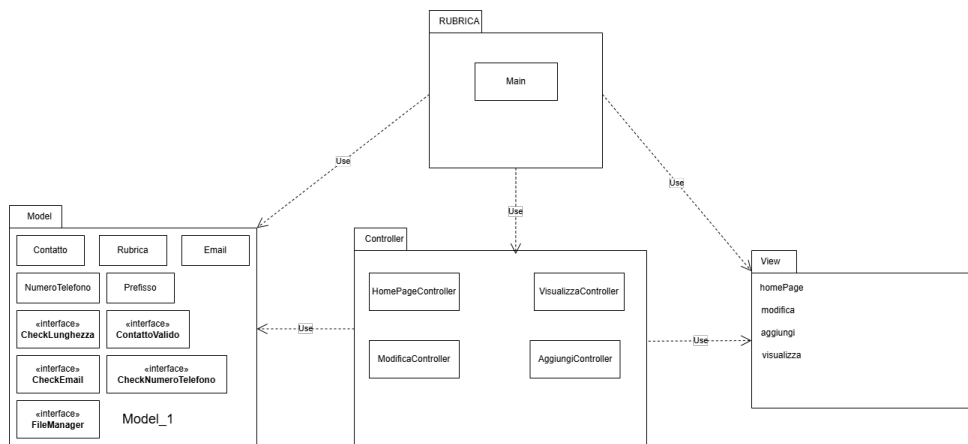 RUBRICA
Main
Use
Use
Use
Model
Contatto
Rubrica
Email
NumeroTelefono
Prefisso
«interface»
CheckLunghezza
«interface»
ContattoValido
«interface»
CheckEmail
«interface»
CheckNumeroTelefono
«interface»
FileManager
Model_1
Use
Controller
HomePageController
VisualizzaController
ModificaController
AggiungiController
Use
View
homePage
modifica
aggiungi
visualizza